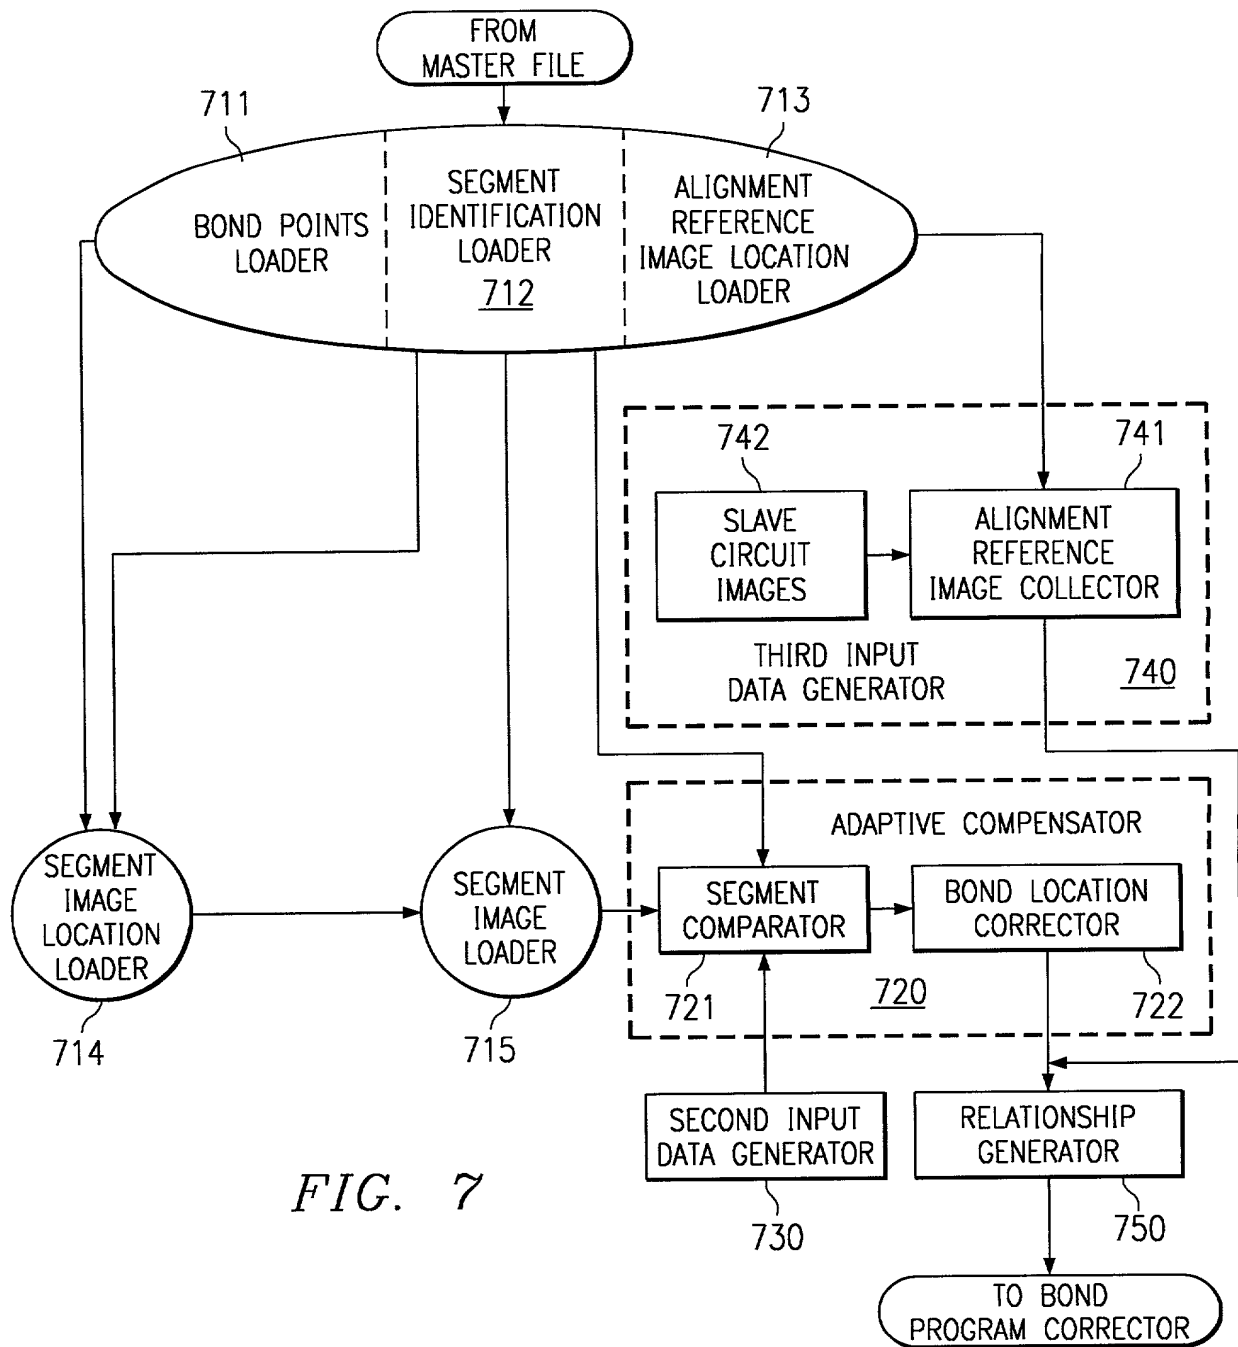 FROM
MASTER FILE
711
713
BOND POINTS
LOADER
SEGMENT
IDENTIFICATION
LOADER
712
ALIGNMENT
REFERENCE
IMAGE LOCATION
LOADER
742
741
SLAVE
CIRCUIT
IMAGES
ALIGNMENT
REFERENCE
IMAGE COLLECTOR
THIRD INPUT
DATA GENERATOR
740
ADAPTIVE COMPENSATOR
SEGMENT
IMAGE
LOCATION
LOADER
714
SEGMENT
IMAGE
LOADER
715
SEGMENT
COMPARATOR
721
BOND LOCATION
CORRECTOR
720
722
SECOND INPUT
DATA GENERATOR
730
RELATIONSHIP
GENERATOR
750
FIG. 7
TO BOND
PROGRAM CORRECTOR